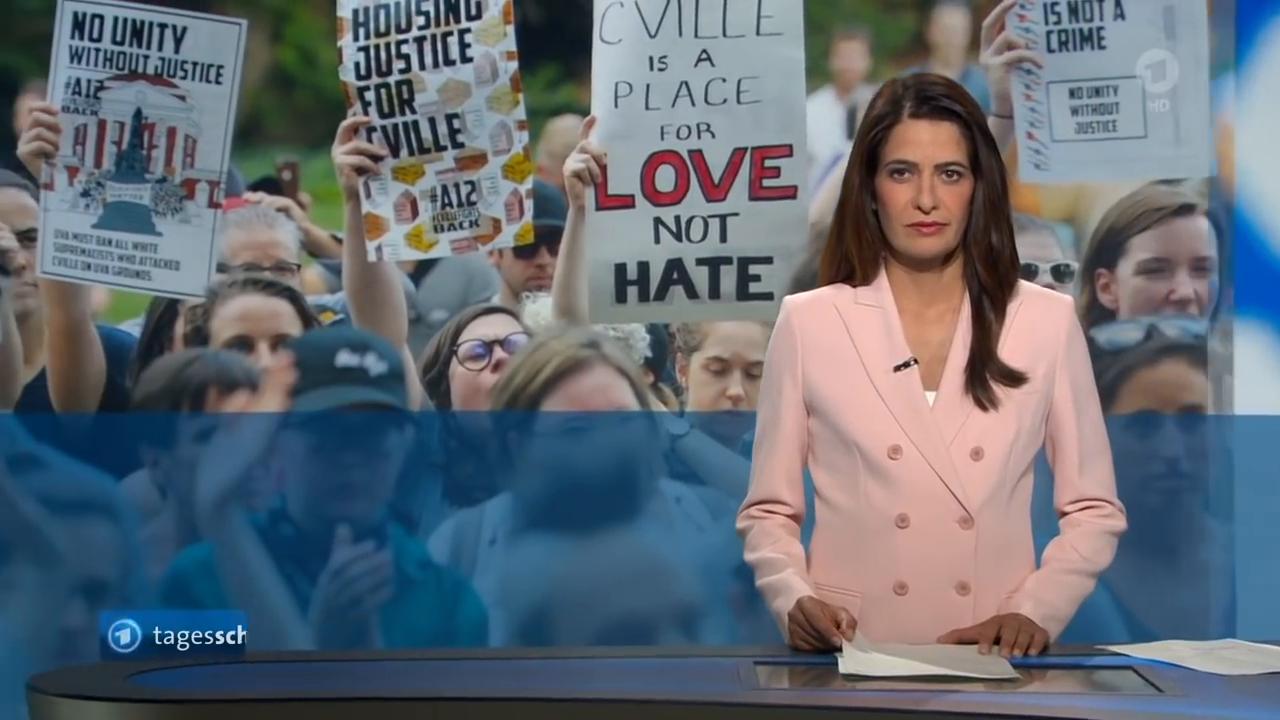 NO UNITY
WITHOUT JUSTICE
#A12
BACK
UVA MUST BAN ALL WHITE
SUPREMACISTS WHO ATTACKED
CVILLE ON UVA GROUNDS.
HOUSING
JUSTICE
FOR
CVILLE
#A12
BACK
CVILLE
IS A
PLACE
FOR
LOVE
NOT
HATE
IS NOT A
CRIME
NO UNITY
WITHOUT
JUSTICE
1
HD
1 tagessch